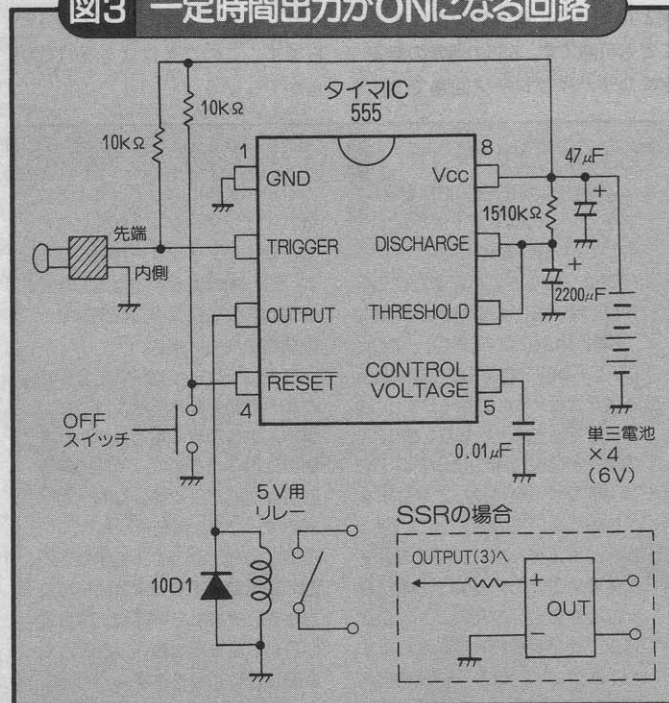 図3 一定時間出力がONになる回路
タイマIC
555
10kΩ
10kΩ
1
8
47μF
+
GND
Vcc
1510kΩ
先端
TRIGGER
DISCHARGE
+
内側
2200μF
OUTPUT
THRESHOLD
RESET
CONTROL
VOLTAGE
4
5
OFF
スイッチ
0.01μF
単三電池
×4
(6V)
5V用
リレー
SSRの場合
OUTPUT(3)へ
10D1
+
OUT
−